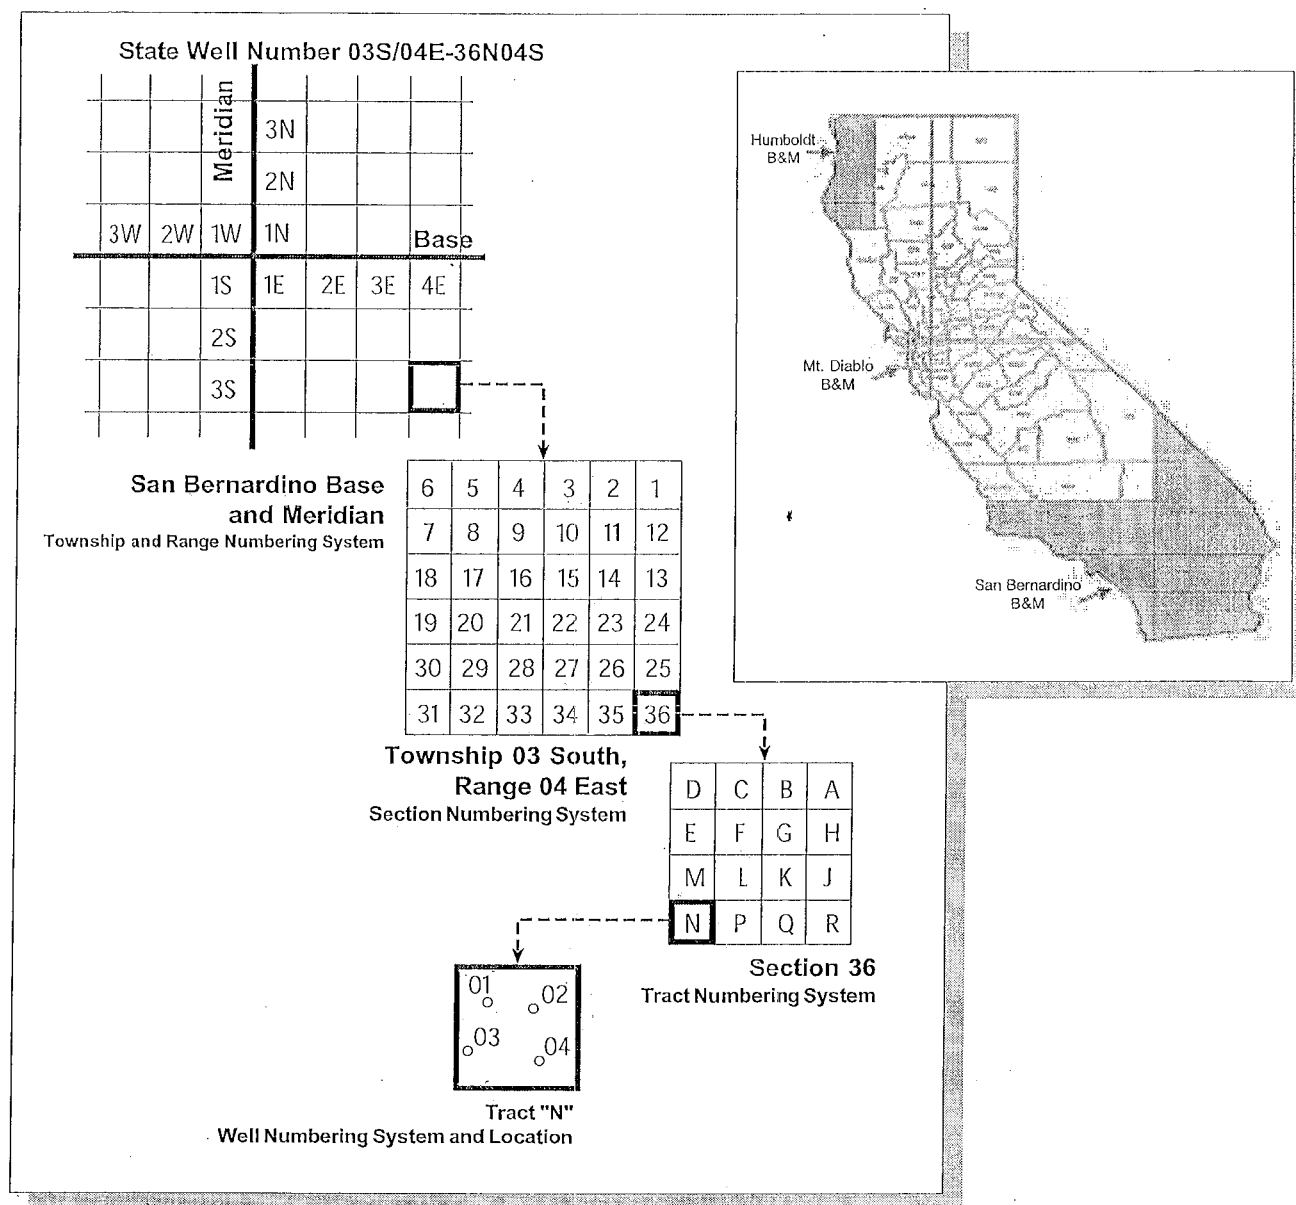 State Well Number 03S/04E-36N04S
Meridian
3N
2N
3W 2W 1W 1N Base
1S 1E 2E 3E 4E
2S
3S
San Bernardino Base
and Meridian
Township and Range Numbering System
6 5 4 3 2 1
7 8 9 10 11 12
18 17 16 15 14 13
19 20 21 22 23 24
30 29 28 27 26 25
31 32 33 34 35 36
Township 03 South,
Range 04 East
Section Numbering System
D C B A
E F G H
M L K J
N P Q R
Section 36
Tract Numbering System
01 02
03 04
Tract "N"
Well Numbering System and Location
Humboldt
B&M
Mt. Diablo
B&M
San Bernardino
B&M